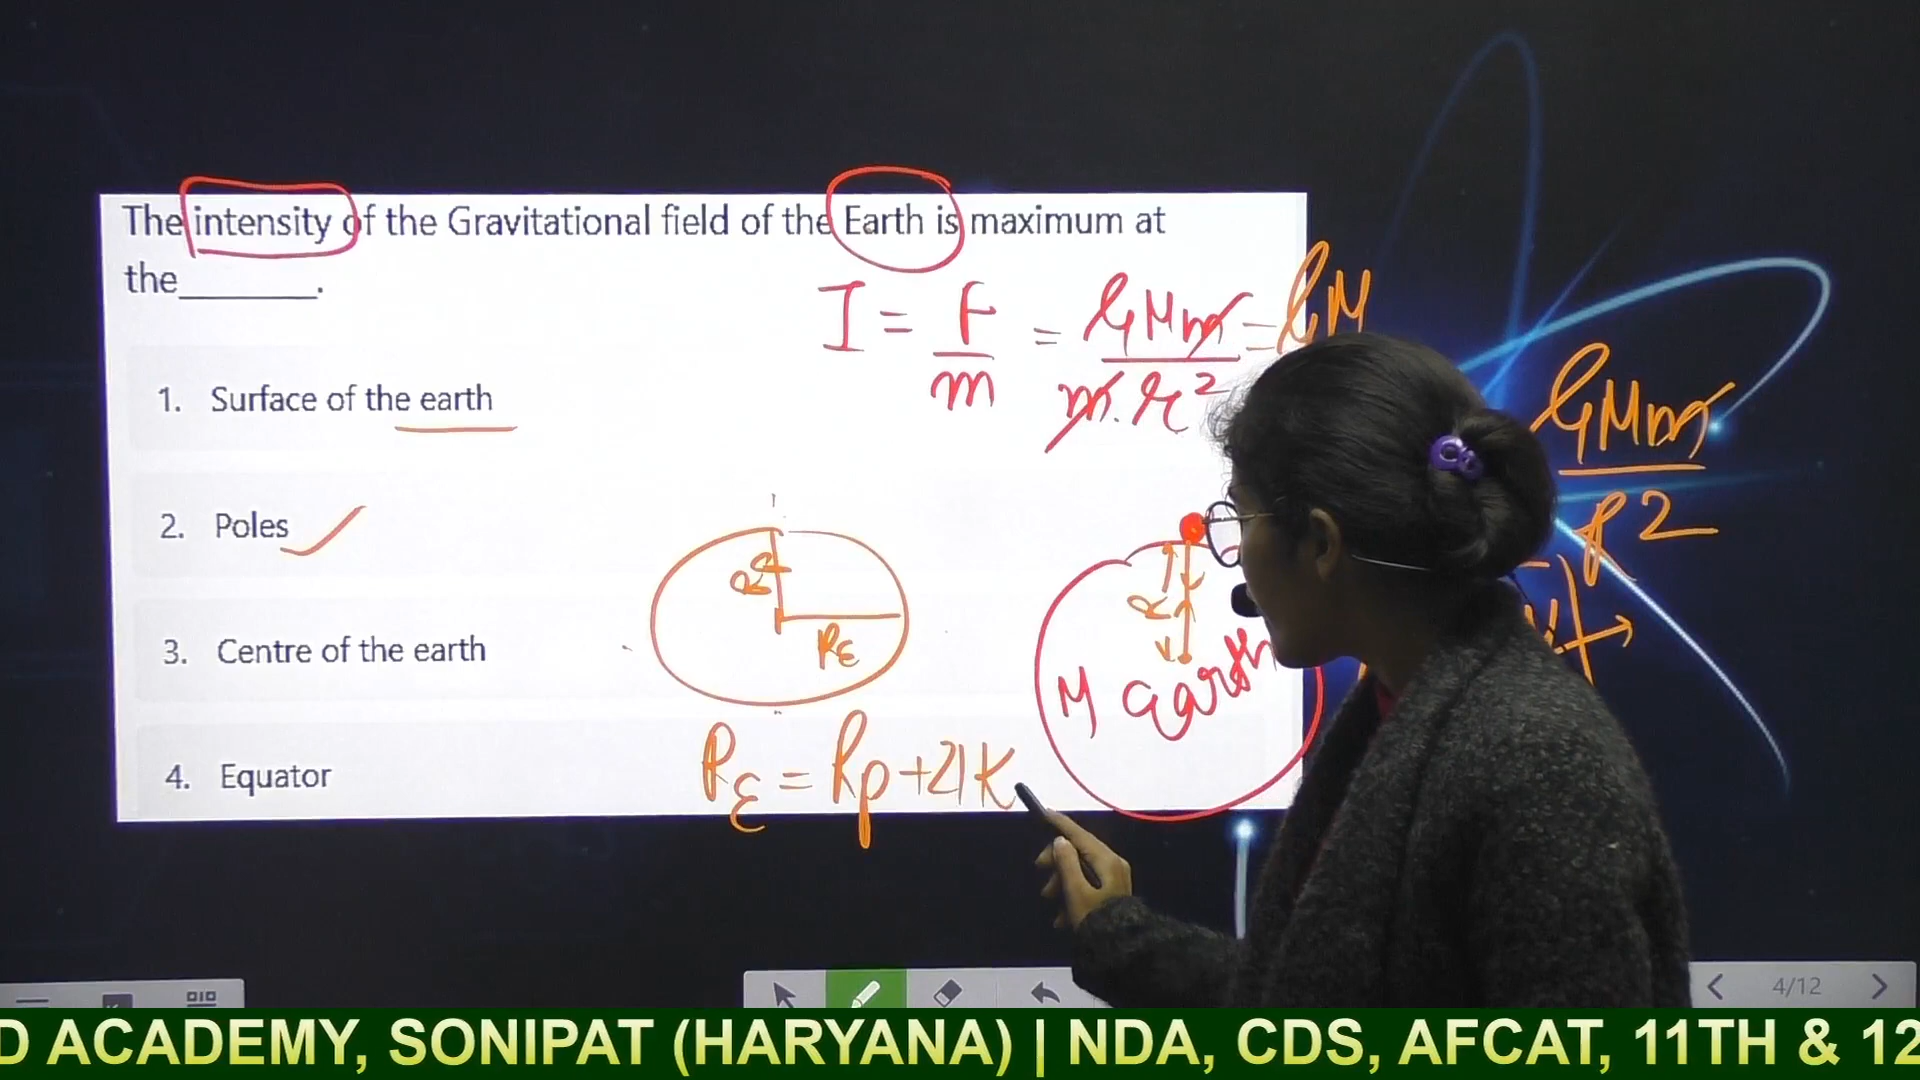 The intensity of the Gravitational field of the Earth is maximum at
the_______.
I = F/m = GMm/m.r² = GM
GMm/R²
1. Surface of the earth
2. Poles
3. Centre of the earth
4. Equator
RE
R
M earth
RE = Rp + 21K
4/12
D ACADEMY, SONIPAT (HARYANA) | NDA, CDS, AFCAT, 11TH & 12